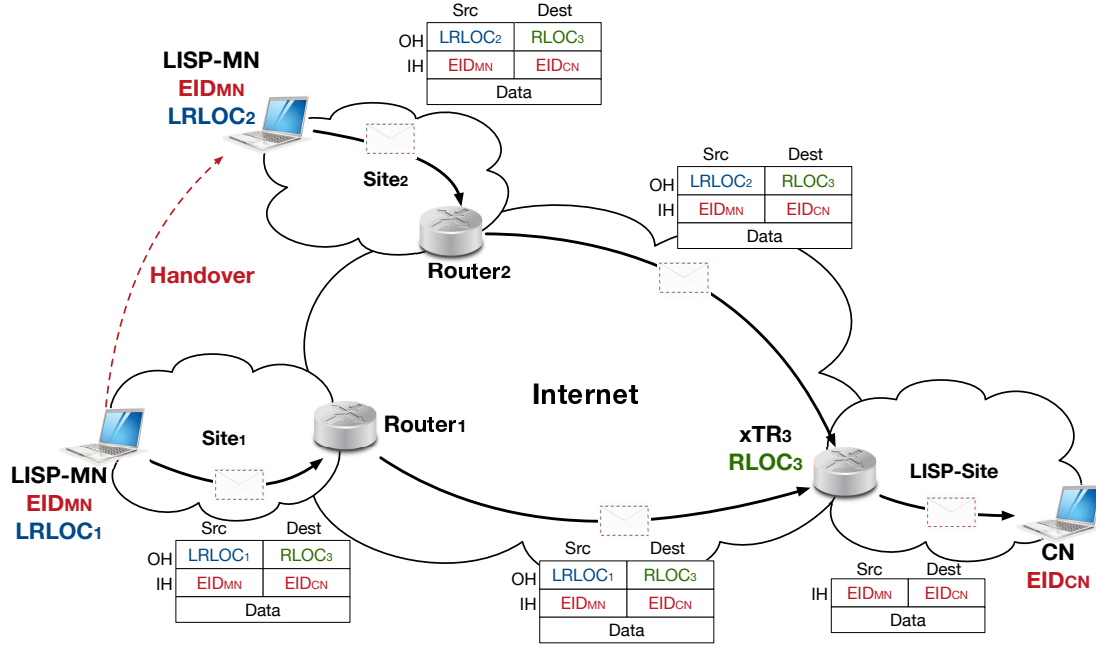 Src Dest
OH LRLOC2 RLOC3
IH EIDMN EIDCN
Data
LISP-MN
EIDMN
LRLOC2
Site2
Router2
Src Dest
OH LRLOC2 RLOC3
IH EIDMN EIDCN
Data
Handover
Internet
Site1
Router1
LISP-MN
EIDMN
LRLOC1
xTR3
RLOC3
LISP-Site
CN
EIDCN
Src Dest
OH LRLOC1 RLOC3
IH EIDMN EIDCN
Data
Src Dest
OH LRLOC1 RLOC3
IH EIDMN EIDCN
Data
Src Dest
IH EIDMN EIDCN
Data